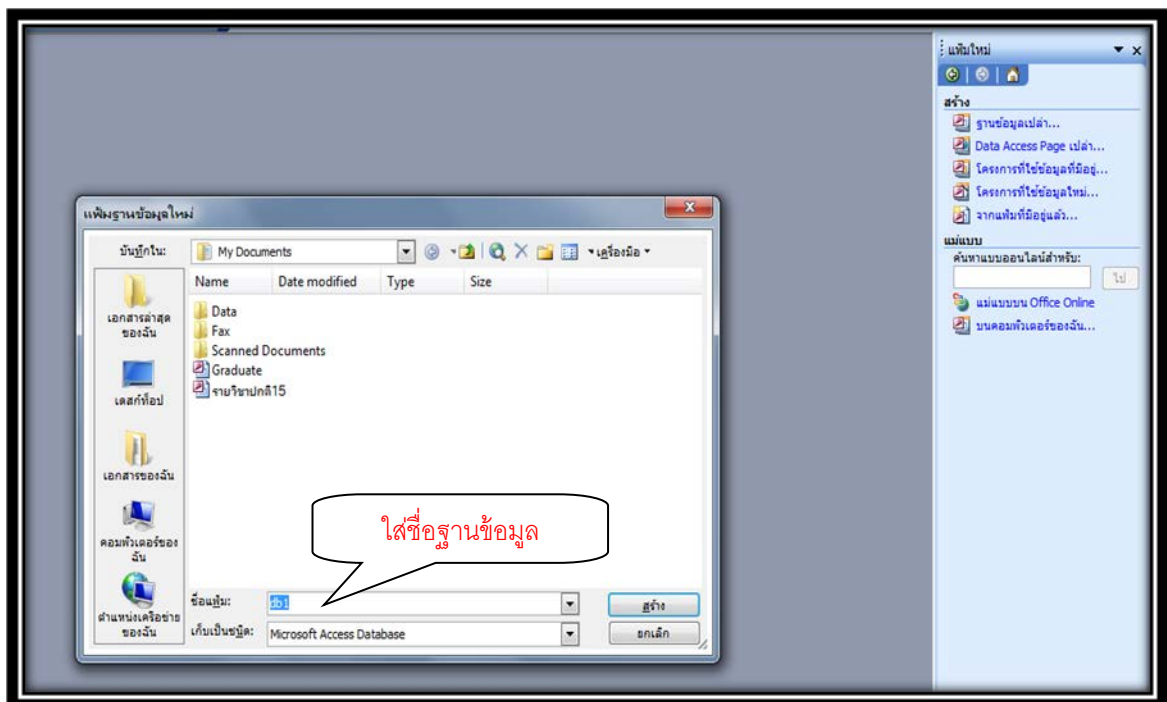 แฟ้มใหม่
สร้าง
ฐานข้อมูลเปล่า...
Data Access Page เปล่า...
โครงการที่ใช้ข้อมูลที่มีอยู่...
โครงการที่ใช้ข้อมูลใหม่...
จากแฟ้มที่มีอยู่แล้ว...
แม่แบบ
ค้นหาแบบออนไลน์สำหรับ:
ไป
แม่แบบบน Office Online
บนคอมพิวเตอร์ของฉัน...
แฟ้มฐานข้อมูลใหม่
บันทึกใน:
My Documents
เครื่องมือ
Name Date modified Type Size
เอกสารล่าสุด
ของฉัน
เดสก์ท็อป
เอกสารของฉัน
คอมพิวเตอร์ของ
ฉัน
ตำแหน่งเครือข่าย
ของฉัน
Data
Fax
Scanned Documents
Graduate
รายวิชาปกติ15
ใส่ชื่อฐานข้อมูล
ชื่อแฟ้ม:
db1
สร้าง
เก็บเป็นชนิด:
Microsoft Access Database
ยกเลิก